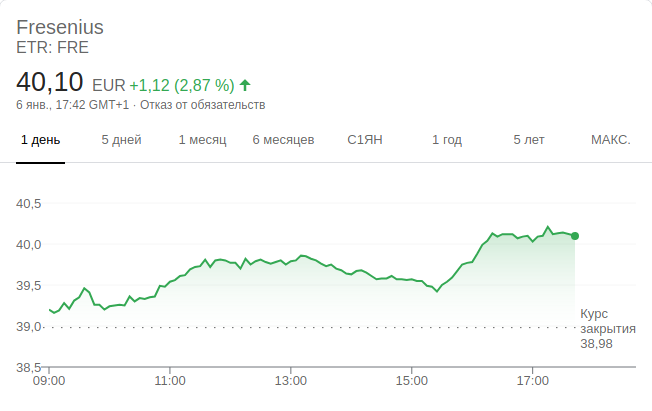 Fresenius
ETR: FRE
40,10 EUR +1,12 (2,87 %)
6 янв., 17:42 GMT+1 · Отказ от обязательств
1 день 5 дней 1 месяц 6 месяцев С1ЯН 1 год 5 лет МАКС.
40,5
40,0
39,5
39,0
38,5
Курс
закрытия
38,98
09:00 11:00 13:00 15:00 17:00